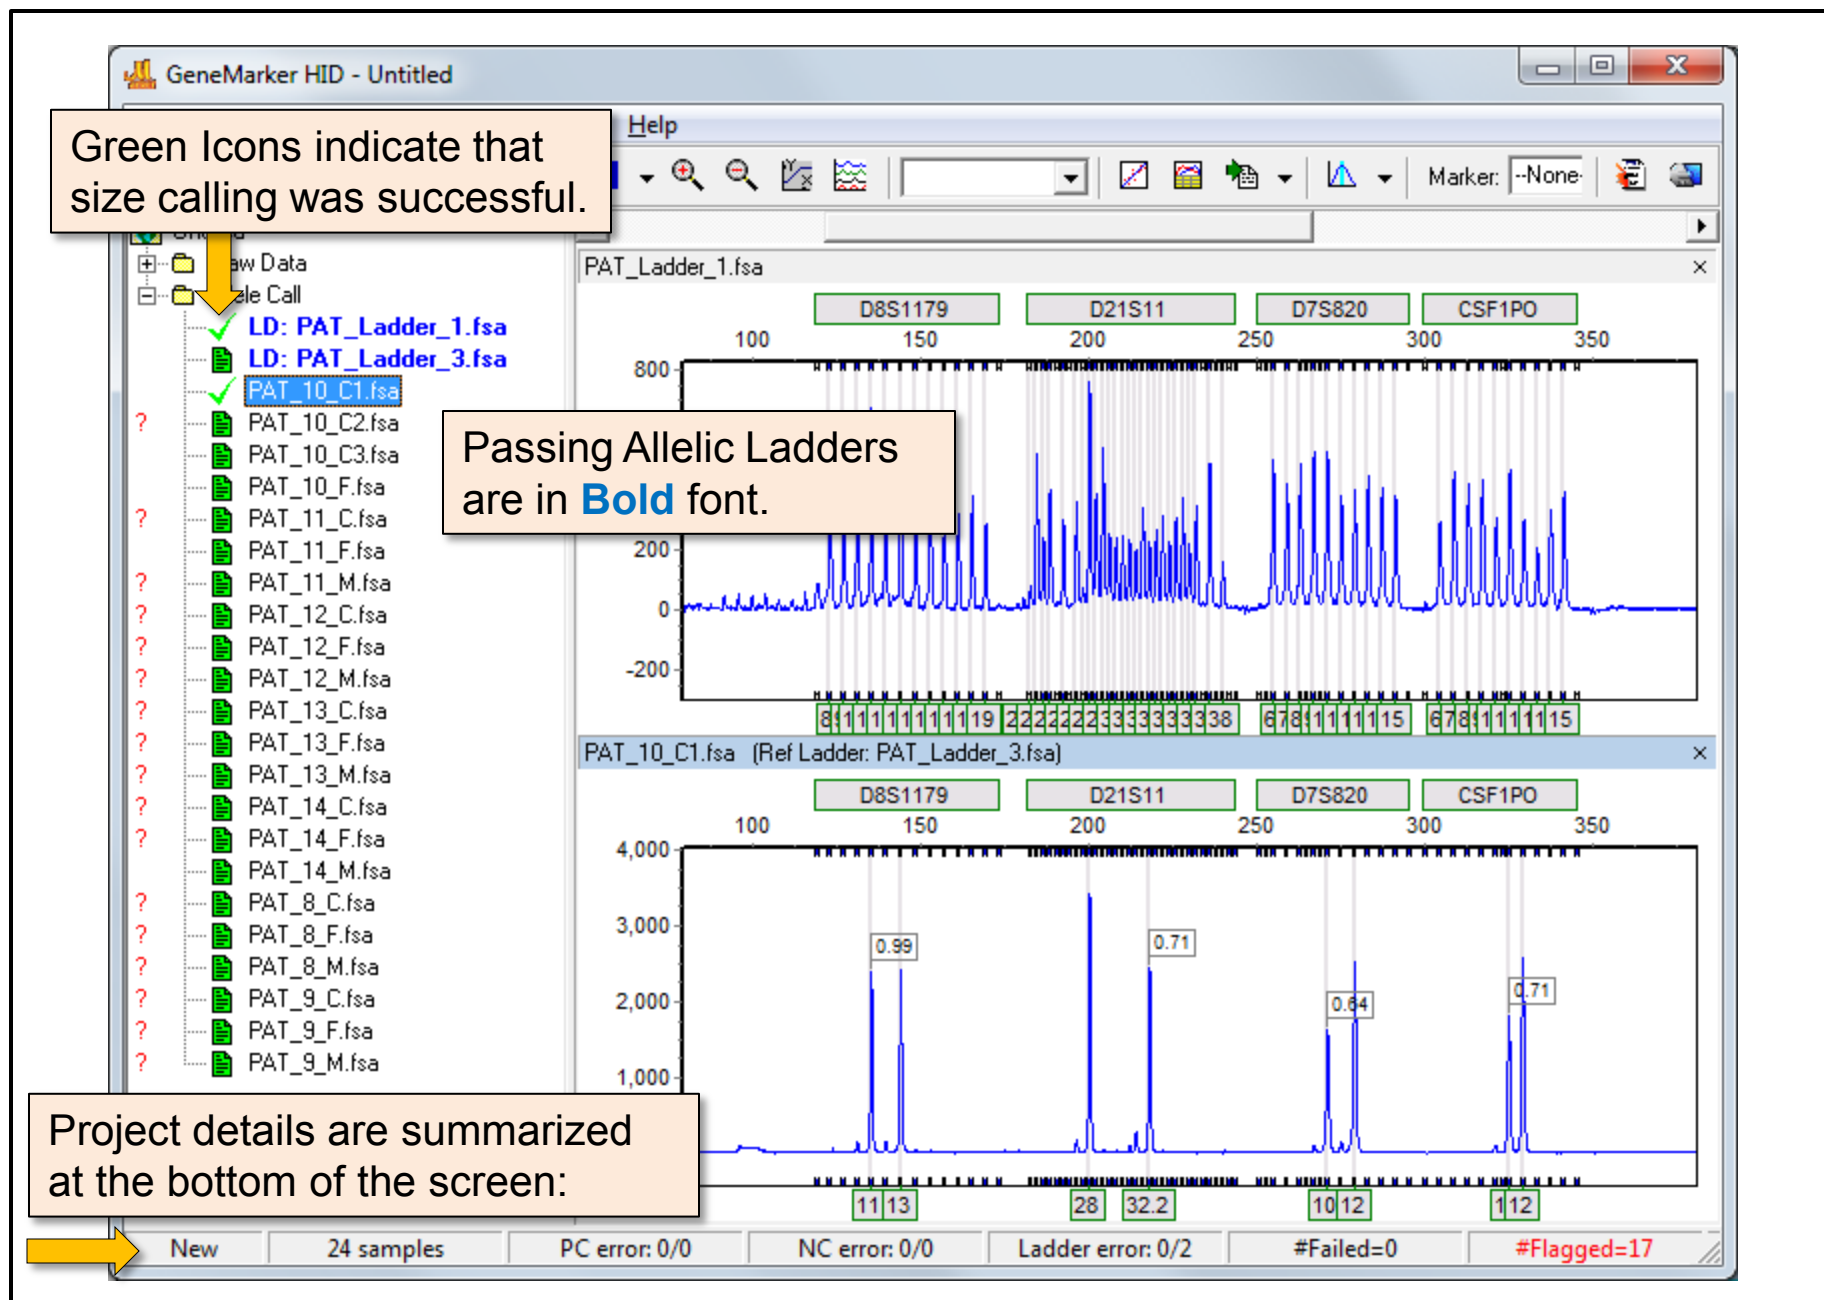 GeneMarker HID - Untitled
Green Icons indicate that
size calling was successful.
Help
Marker: --None-
Data
Call
LD: PAT_Ladder_1.fsa
LD: PAT_Ladder_3.fsa
PAT_10_C1.fsa
? PAT_10_C2.fsa
PAT_10_C3.fsa
PAT_10_F.fsa
? PAT_11_C.fsa
PAT_11_F.fsa
? PAT_11_M.fsa
? PAT_12_C.fsa
? PAT_12_F.fsa
? PAT_12_M.fsa
? PAT_13_C.fsa
? PAT_13_F.fsa
? PAT_13_M.fsa
? PAT_14_C.fsa
? PAT_14_F.fsa
PAT_14_M.fsa
? PAT_8_C.fsa
? PAT_8_F.fsa
? PAT_8_M.fsa
? PAT_9_C.fsa
? PAT_9_F.fsa
? PAT_9_M.fsa
Passing Allelic Ladders
are in Bold font.
PAT_Ladder_1.fsa
D8S1179 D21S11 D7S820 CSF1PO
100 150 200 250 300 350
800
200
0
-200
PAT_10_C1.fsa (Ref Ladder: PAT_Ladder_3.fsa)
D8S1179 D21S11 D7S820 CSF1PO
100 150 200 250 300 350
4,000
3,000
2,000
1,000
0.99 0.71 0.64 0.71
11 13 28 32.2 10 12 1 12
Project details are summarized
at the bottom of the screen:
New 24 samples PC error: 0/0 NC error: 0/0 Ladder error: 0/2 #Failed=0 #Flagged=17